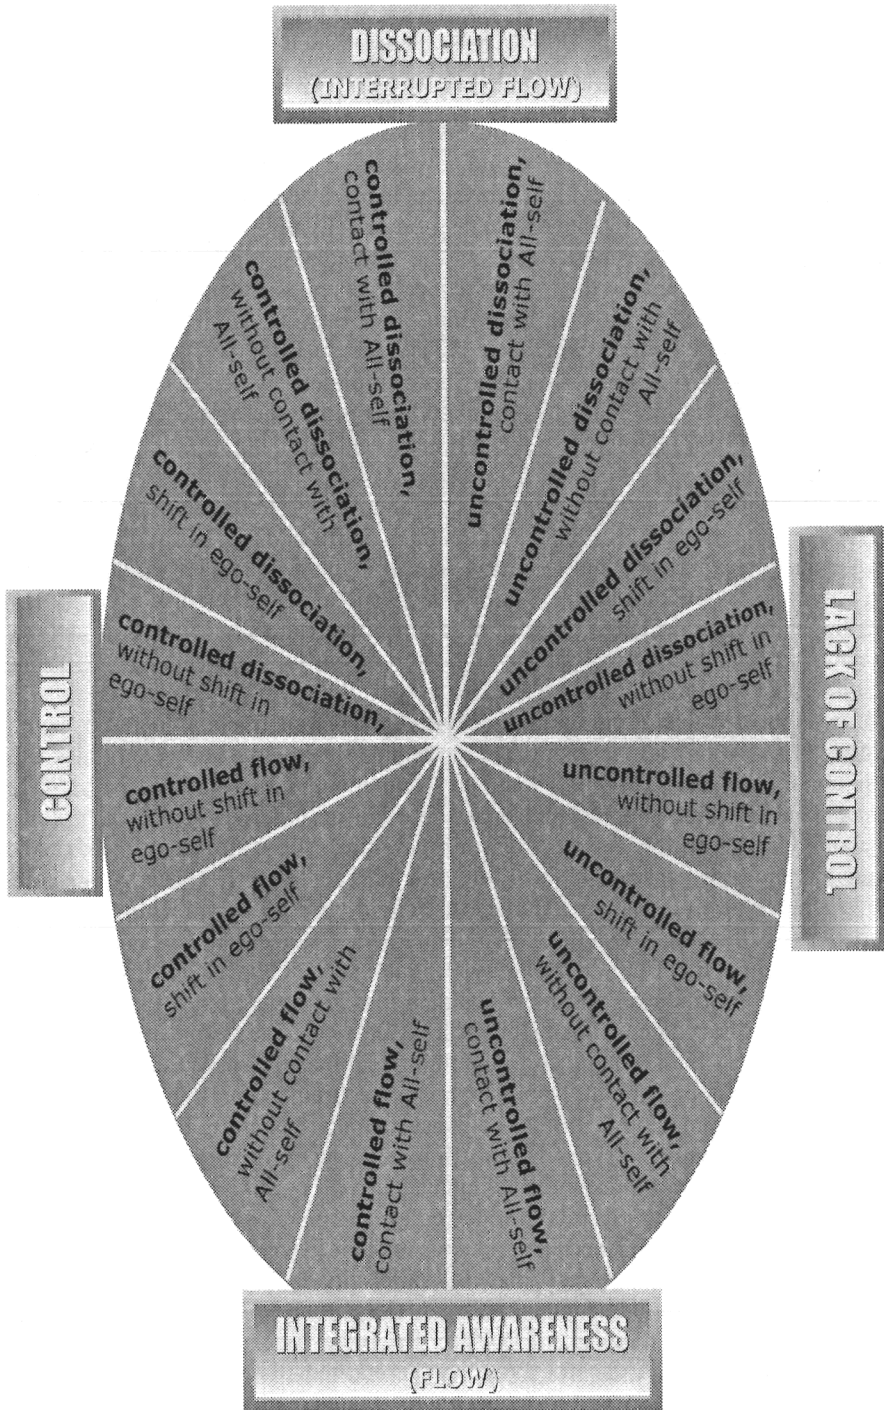 DISSOCIATION
(INTERRUPTED FLOW)
controlled dissociation,
contact with All-self
uncontrolled dissociation,
contact with All-self
controlled dissociation,
without contact with
All-self
uncontrolled dissociation,
without contact with
All-self
controlled dissociation,
shift in ego-self
uncontrolled dissociation,
shift in ego-self
controlled dissociation,
without shift in
ego-self
uncontrolled dissociation,
without shift in
ego-self
CONTROL
LACK OF CONTROL
controlled flow,
without shift in
ego-self
uncontrolled flow,
without shift in
ego-self
controlled flow,
shift in ego-self
uncontrolled flow,
shift in ego-self
controlled flow,
without contact with
All-self
uncontrolled flow,
without contact with
All-self
controlled flow,
contact with All-self
uncontrolled flow,
contact with All-self
INTEGRATED AWARENESS
(FLOW)